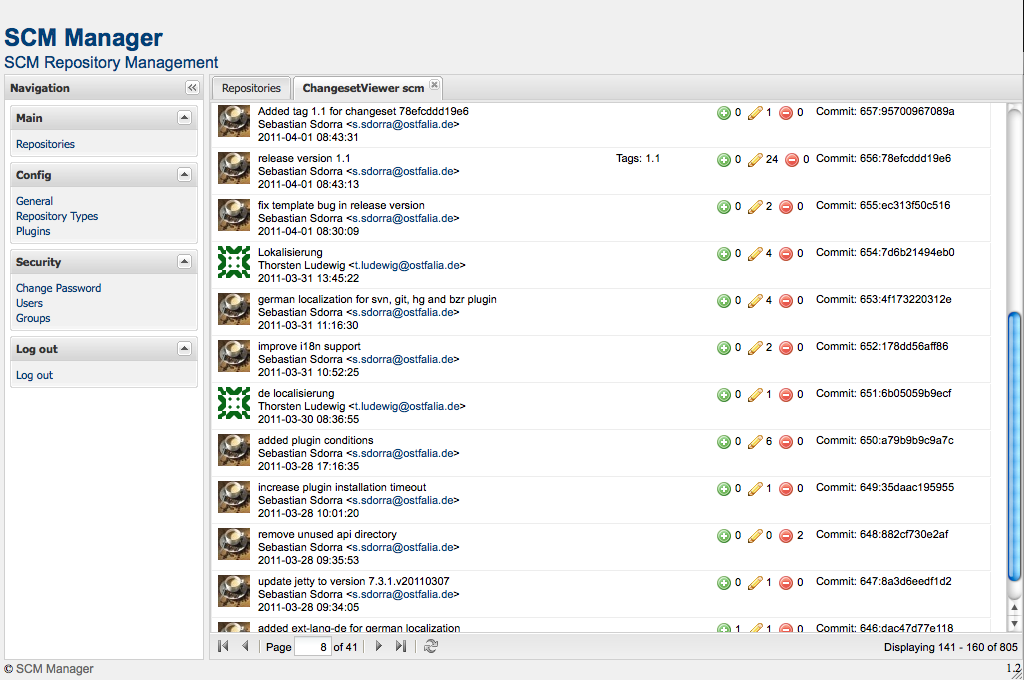 SCM Manager
SCM Repository Management
Navigation
Main
Repositories
Config
General
Repository Types
Plugins
Security
Change Password
Users
Groups
Log out
Log out
Repositories
ChangesetViewer scm
Added tag 1.1 for changeset 78efcddd19e6
Sebastian Sdorra <s.sdorra@ostfalia.de>
2011-04-01 08:43:31
0 1 0 Commit: 657:95700967089a
release version 1.1
Sebastian Sdorra <s.sdorra@ostfalia.de>
2011-04-01 08:43:13
Tags: 1.1
0 24 0 Commit: 656:78efcddd19e6
fix template bug in release version
Sebastian Sdorra <s.sdorra@ostfalia.de>
2011-04-01 08:30:09
0 2 0 Commit: 655:ec313f50c516
Lokalisierung
Thorsten Ludewig <t.ludewig@ostfalia.de>
2011-03-31 13:45:22
0 4 0 Commit: 654:7d6b21494eb0
german localization for svn, git, hg and bzr plugin
Sebastian Sdorra <s.sdorra@ostfalia.de>
2011-03-31 11:16:30
0 4 0 Commit: 653:4f173220312e
improve i18n support
Sebastian Sdorra <s.sdorra@ostfalia.de>
2011-03-31 10:52:25
0 2 0 Commit: 652:178dd56aff86
de localisierung
Thorsten Ludewig <t.ludewig@ostfalia.de>
2011-03-30 08:36:55
0 1 0 Commit: 651:6b05059b9ecf
added plugin conditions
Sebastian Sdorra <s.sdorra@ostfalia.de>
2011-03-28 17:16:35
0 6 0 Commit: 650:a79b9b9c9a7c
increase plugin installation timeout
Sebastian Sdorra <s.sdorra@ostfalia.de>
2011-03-28 10:01:20
0 1 0 Commit: 649:35daac195955
remove unused api directory
Sebastian Sdorra <s.sdorra@ostfalia.de>
2011-03-28 09:35:53
0 0 2 Commit: 648:882cf730e2af
update jetty to version 7.3.1.v20110307
Sebastian Sdorra <s.sdorra@ostfalia.de>
2011-03-28 09:34:05
0 1 0 Commit: 647:8a3d6eedf1d2
added ext-lang-de for german localization
1 1 0 Commit: 646:dac47d77e118
Page 8 of 41
Displaying 141 - 160 of 805
© SCM Manager
1.2